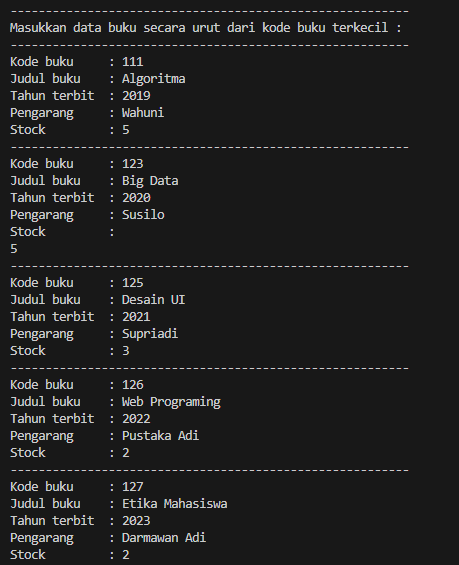 ---------------------------------------------------------
Masukkan data buku secara urut dari kode buku terkecil :
---------------------------------------------------------
Kode buku     : 111
Judul buku    : Algoritma
Tahun terbit  : 2019
Pengarang     : Wahuni
Stock         : 5
---------------------------------------------------------
Kode buku     : 123
Judul buku    : Big Data
Tahun terbit  : 2020
Pengarang     : Susilo
Stock         :
5
---------------------------------------------------------
Kode buku     : 125
Judul buku    : Desain UI
Tahun terbit  : 2021
Pengarang     : Supriadi
Stock         : 3
---------------------------------------------------------
Kode buku     : 126
Judul buku    : Web Programing
Tahun terbit  : 2022
Pengarang     : Pustaka Adi
Stock         : 2
---------------------------------------------------------
Kode buku     : 127
Judul buku    : Etika Mahasiswa
Tahun terbit  : 2023
Pengarang     : Darmawan Adi
Stock         : 2